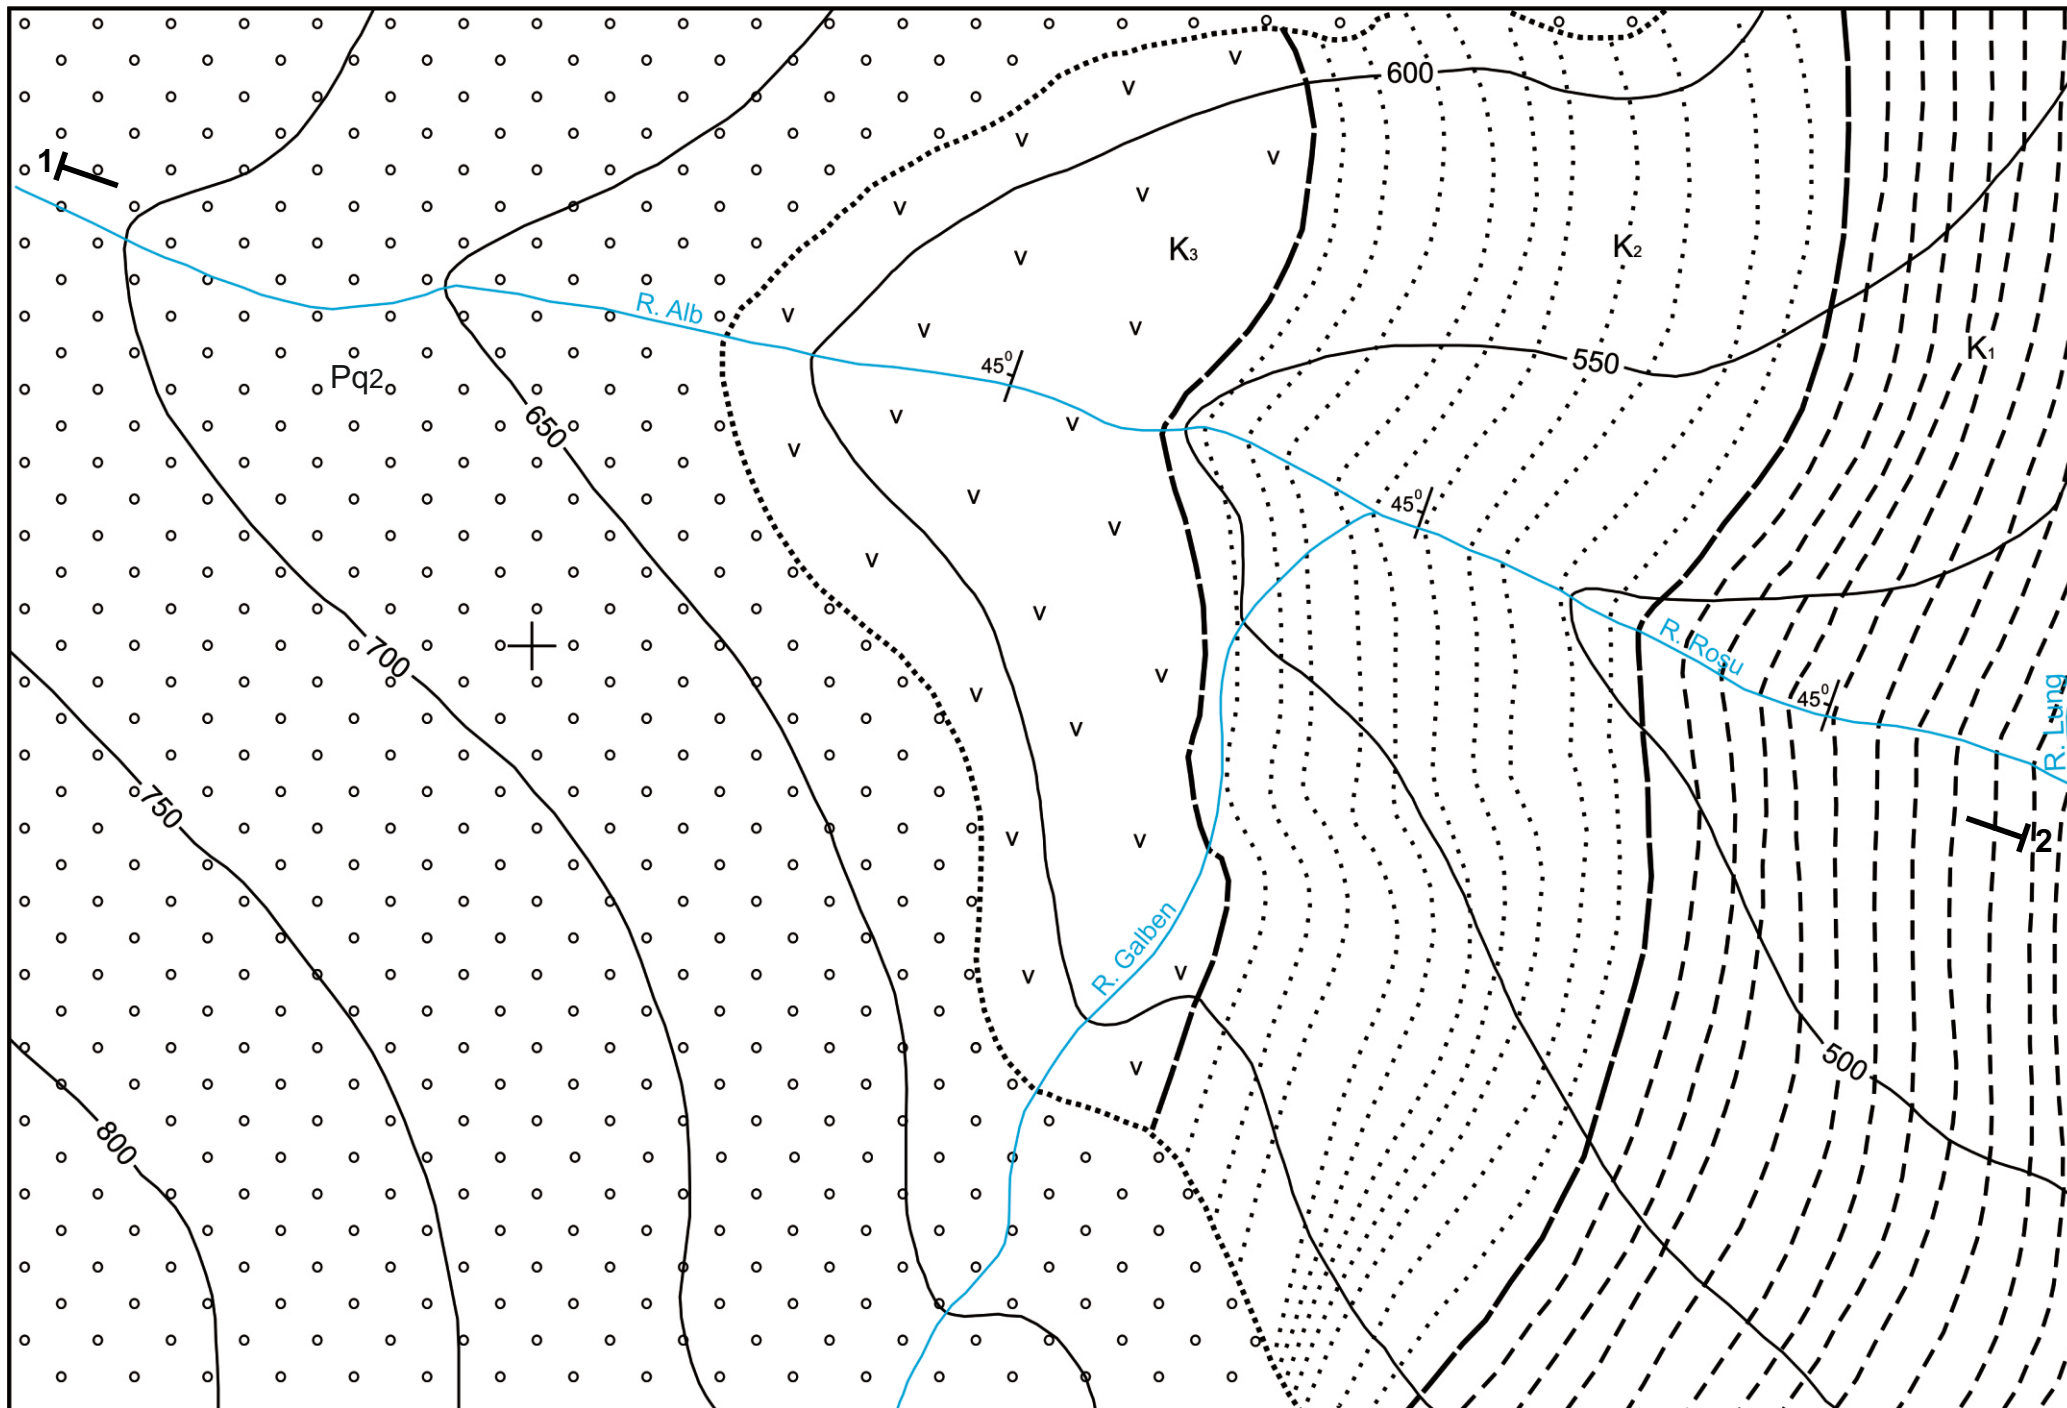 600
1
K₃
K₂
R. Alb
45⁰
550
K₁
Pq₂
650
45⁰
R. Rosu
700
45⁰
R. Lung
750
2
R. Galben
500
800